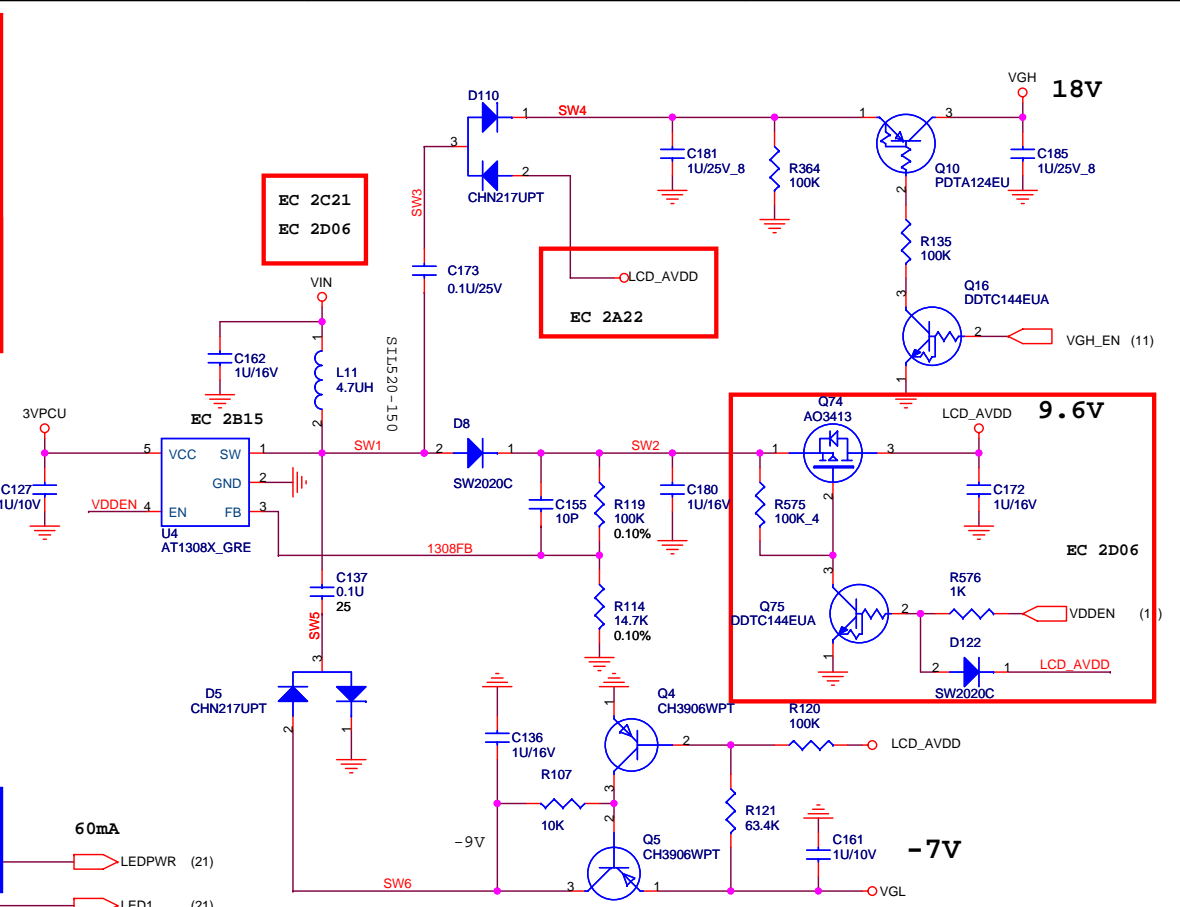 VGH
18V
D110
1
SW4
1
3
3
C181
1U/25V_8
R364
100K
Q10
PDTA124EU
C185
1U/25V_8
2
CHN217UPT
2
EC 2C21
EC 2D06
SW3
R135
100K
C173
0.1U/25V
LCD_AVDD
EC 2A22
VIN
3
Q16
DDTC144EUA
2
VGH_EN (11)
1
1
C162
1U/16V
L11
4.7UH
2
SIL520-150
3VPCU
EC 2B15
Q74
AO3413
LCD_AVDD
9.6V
D8
5
VCC
SW
1
SW1
2
1
SW2
1
3
GND
2
SW2020C
C127
1U/10V
VDDEN
4
EN
FB
3
C155
10P
R119
100K
0.10%
C180
1U/16V
R575
100K_4
2
C172
1U/16V
U4
AT1308X_GRE
1308FB
EC 2D06
C137
0.1U
25
R114
14.7K
0.10%
3
Q75
DDTC144EUA
2
R576
1K
VDDEN
SW5
3
1
D122
2
1
LCD_AVDD
SW2020C
D5
CHN217UPT
2
1
1
Q4
CH3906WPT
R120
100K
C136
1U/16V
2
LCD_AVDD
R107
10K
3
2
R121
63.4K
Q5
CH3906WPT
C161
1U/10V
-9V
-7V
60mA
LEDPWR (21)
SW6
3
1
VGL
LED1 (21)